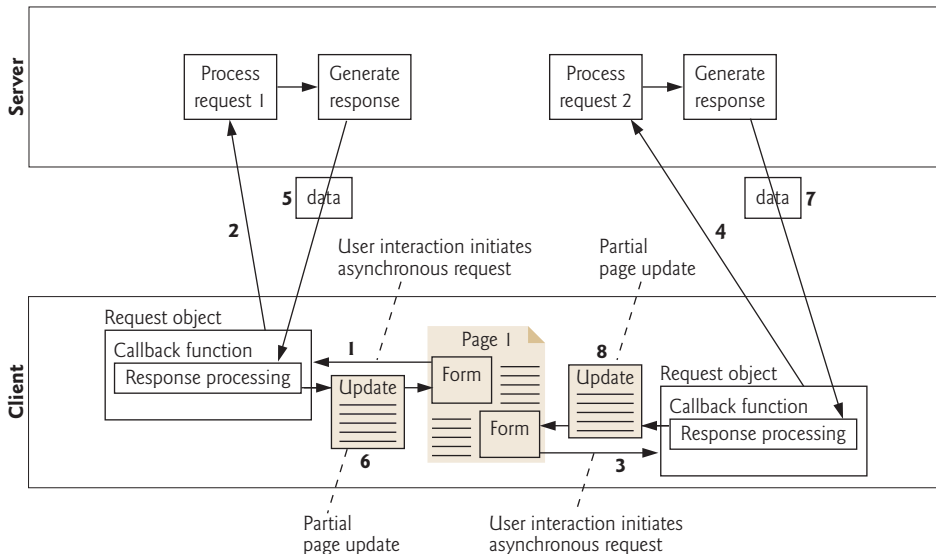 Server
Process
request 1
Generate
response
Process
request 2
Generate
response
5
data
data
7
2
4
User interaction initiates
asynchronous request
Partial
page update
Client
Request object
Callback function
Response processing
1
Update
6
Page 1
Form
Form
8
Update
3
Request object
Callback function
Response processing
Partial
page update
User interaction initiates
asynchronous request